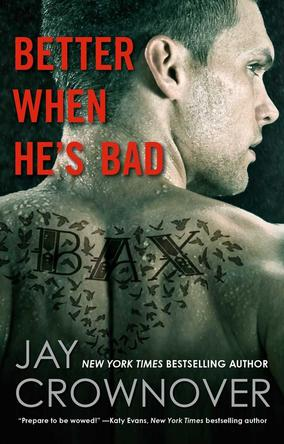 BETTER
WHEN
HE'S BAD
BAX
JAY
NEW YORK TIMES BESTSELLING AUTHOR
CROWNOVER
"Prepare to be wowed!" —Katy Evans, New York Times bestselling author